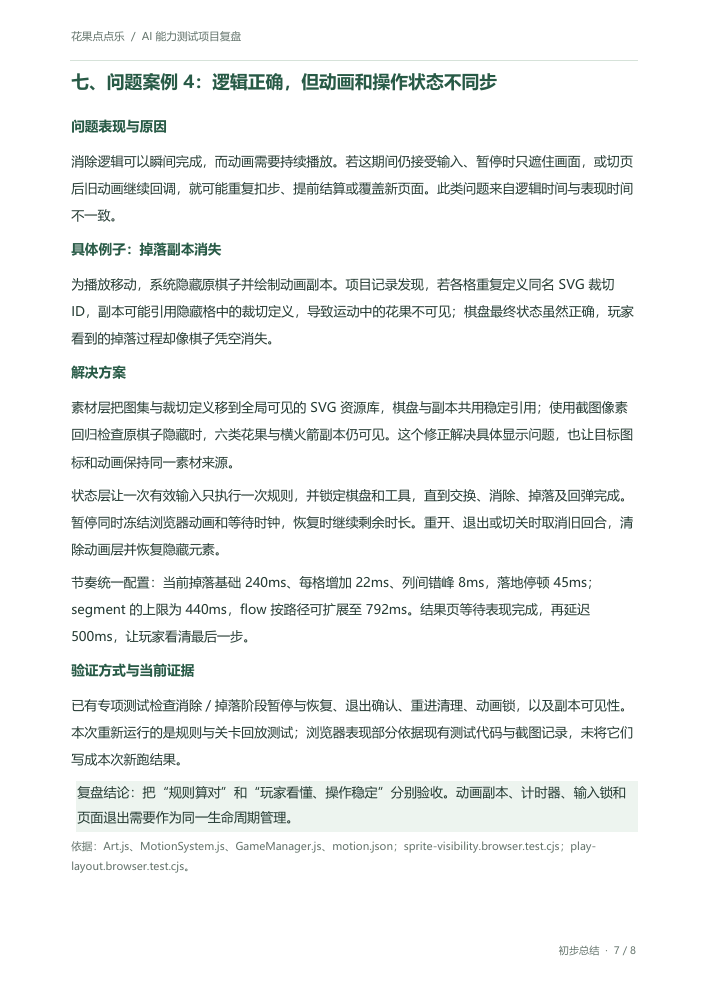 花果点点乐 / AI 能力测试项目复盘
七、问题案例 4：逻辑正确，但动画和操作状态不同步
问题表现与原因
消除逻辑可以瞬间完成，而动画需要持续播放。若这期间仍接受输入、暂停时只遮住画面，或切页
后旧动画继续回调，就可能重复扣步、提前结算或覆盖新页面。此类问题来自逻辑时间与表现时间
不一致。
具体例子：掉落副本消失
为播放移动，系统隐藏原棋子并绘制动画副本。项目记录发现，若各格重复定义同名 SVG 裁切
ID，副本可能引用隐藏格中的裁切定义，导致运动中的花果不可见；棋盘最终状态虽然正确，玩家
看到的掉落过程却像棋子凭空消失。
解决方案
素材层把图集与裁切定义移到全局可见的 SVG 资源库，棋盘与副本共用稳定引用；使用截图像素
回归检查原棋子隐藏时，六类花果与横火箭副本仍可见。这个修正解决具体显示问题，也让目标图
标和动画保持同一素材来源。
状态层让一次有效输入只执行一次规则，并锁定棋盘和工具，直到交换、消除、掉落及回弹完成。
暂停同时冻结浏览器动画和等待时钟，恢复时继续剩余时长。重开、退出或切关时取消旧回合，清
除动画层并恢复隐藏元素。
节奏统一配置：当前掉落基础 240ms、每格增加 22ms、列间错峰 8ms，落地停顿 45ms；
segment 的上限为 440ms，flow 按路径可扩展至 792ms。结果页等待表现完成，再延迟
500ms，让玩家看清最后一步。
验证方式与当前证据
已有专项测试检查消除 / 掉落阶段暂停与恢复、退出确认、重进清理、动画锁，以及副本可见性。
本次重新运行的是规则与关卡回放测试；浏览器表现部分依据现有测试代码与截图记录，未将它们
写成本次新跑结果。
复盘结论：把“规则算对”和“玩家看懂、操作稳定”分别验收。动画副本、计时器、输入锁和
页面退出需要作为同一生命周期管理。
依据：Art.js、MotionSystem.js、GameManager.js、motion.json；sprite-visibility.browser.test.cjs；play-
layout.browser.test.cjs。
初步总结 · 7 / 8